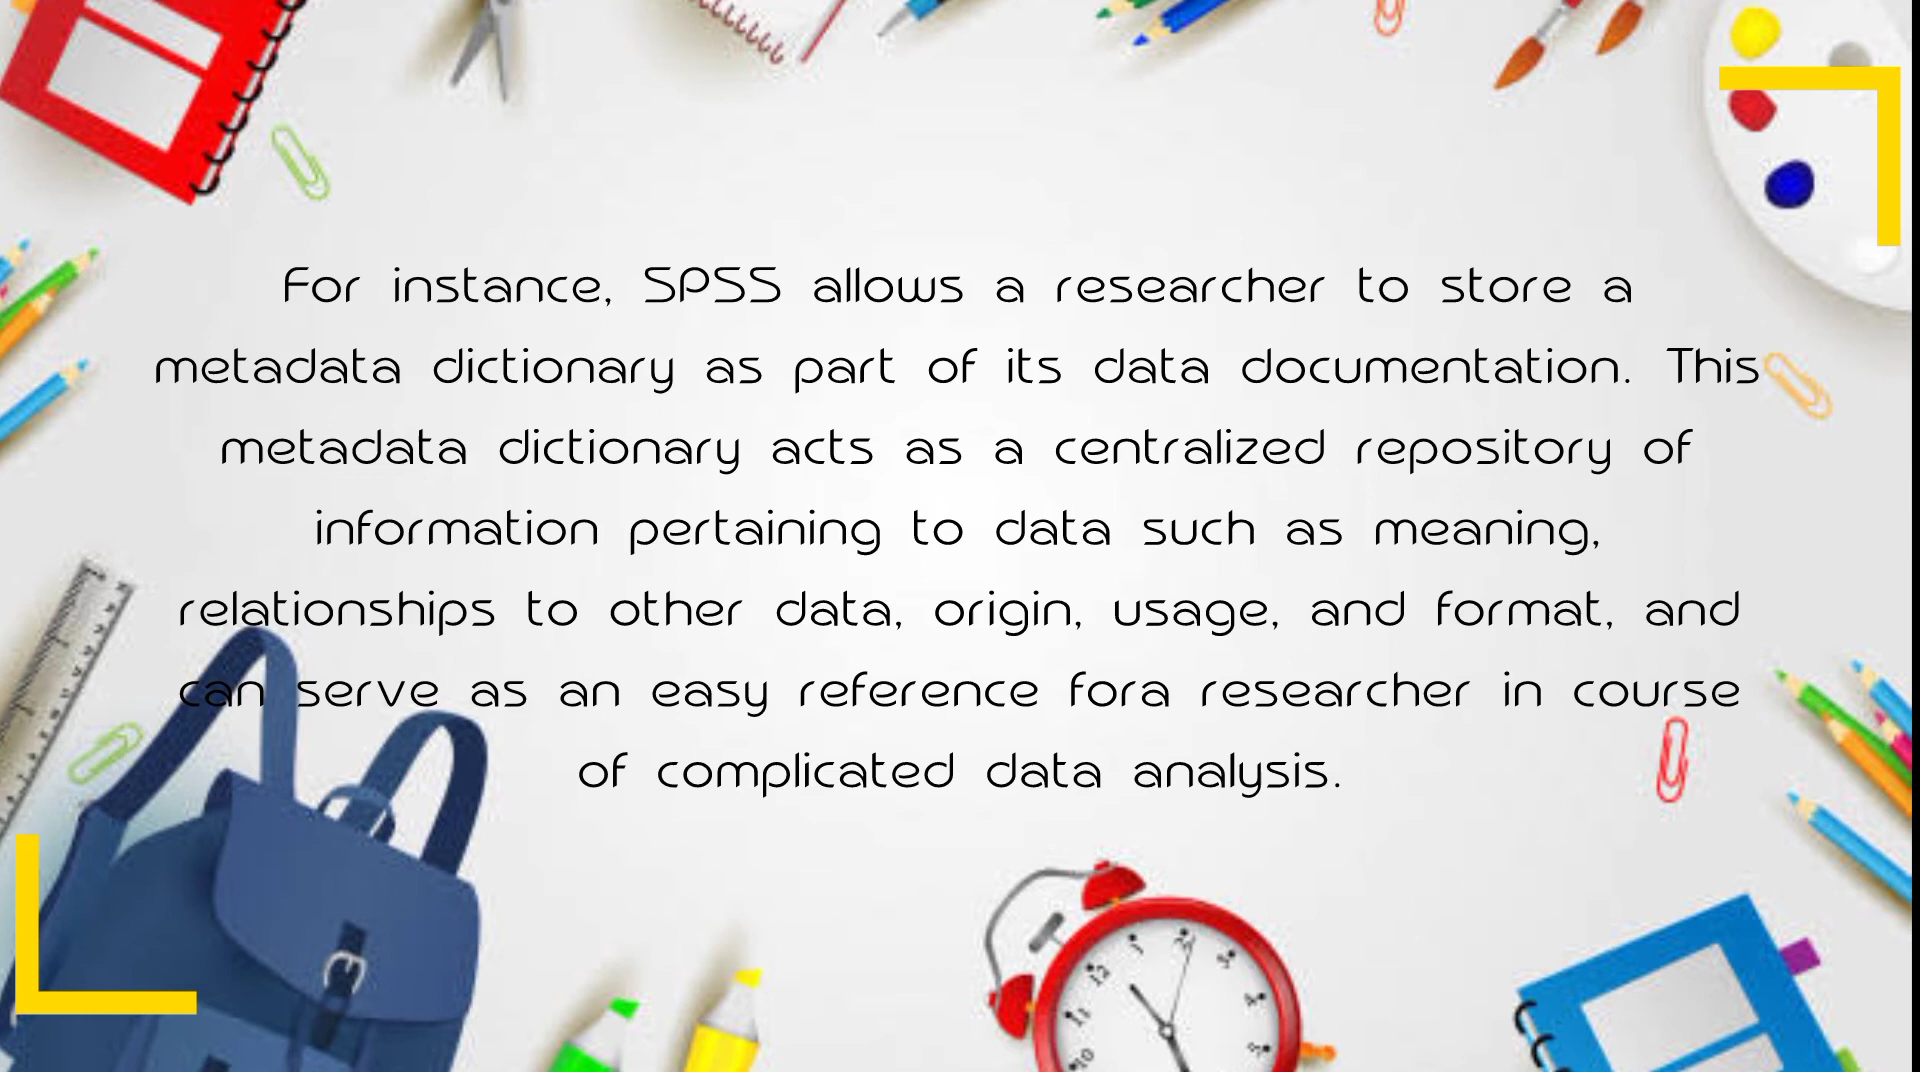 For instance, SPSS allows a researcher to store a
metadata dictionary as part of its data documentation. This
metadata dictionary acts as a centralized repository of
information pertaining to data such as meaning,
relationships to other data, origin, usage, and format, and
can serve as an easy reference fora researcher in course
of complicated data analysis.